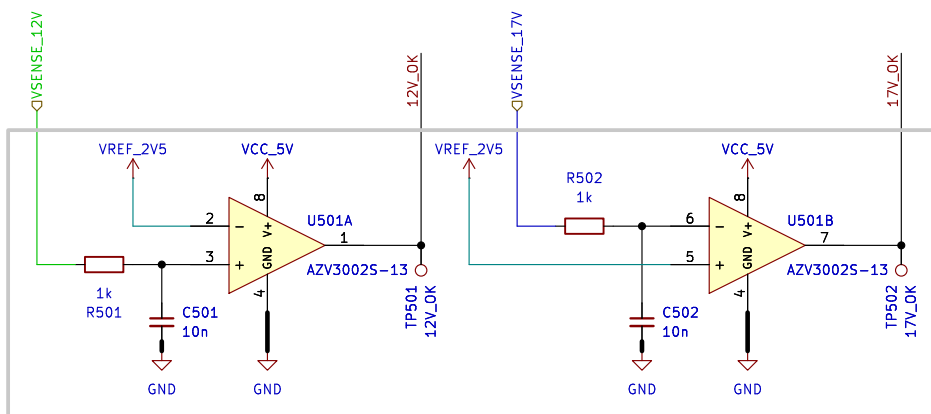 VSENSE_12V
12V_OK
VSENSE_17V
17V_OK
VREF_2V5
VCC_5V
VREF_2V5
VCC_5V
R502
1k
8
U501A
2
-
V+
1
GND
3
+
AZV3002S-13
4
1k
R501
C501
10n
TP501
12V_OK
GND
GND
8
U501B
6
-
V+
7
GND
5
+
AZV3002S-13
4
C502
10n
TP502
17V_OK
GND
GND